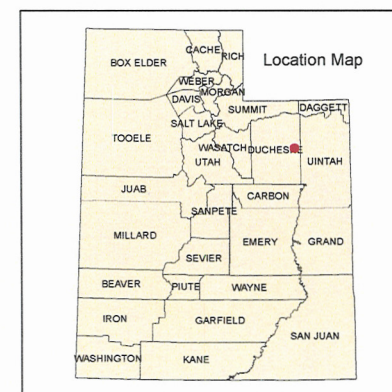 Location Map
CACHE
RICH
BOX ELDER
WEBER
MORGAN
DAVIS
SUMMIT
DAGGETT
SALT LAKE
TOOELE
WASATCH
DUCHESNE
UINTAH
UTAH
JUAB
CARBON
SANPETE
MILLARD
EMERY
GRAND
SEVIER
BEAVER
PIUTE
WAYNE
IRON
GARFIELD
SAN JUAN
WASHINGTON
KANE